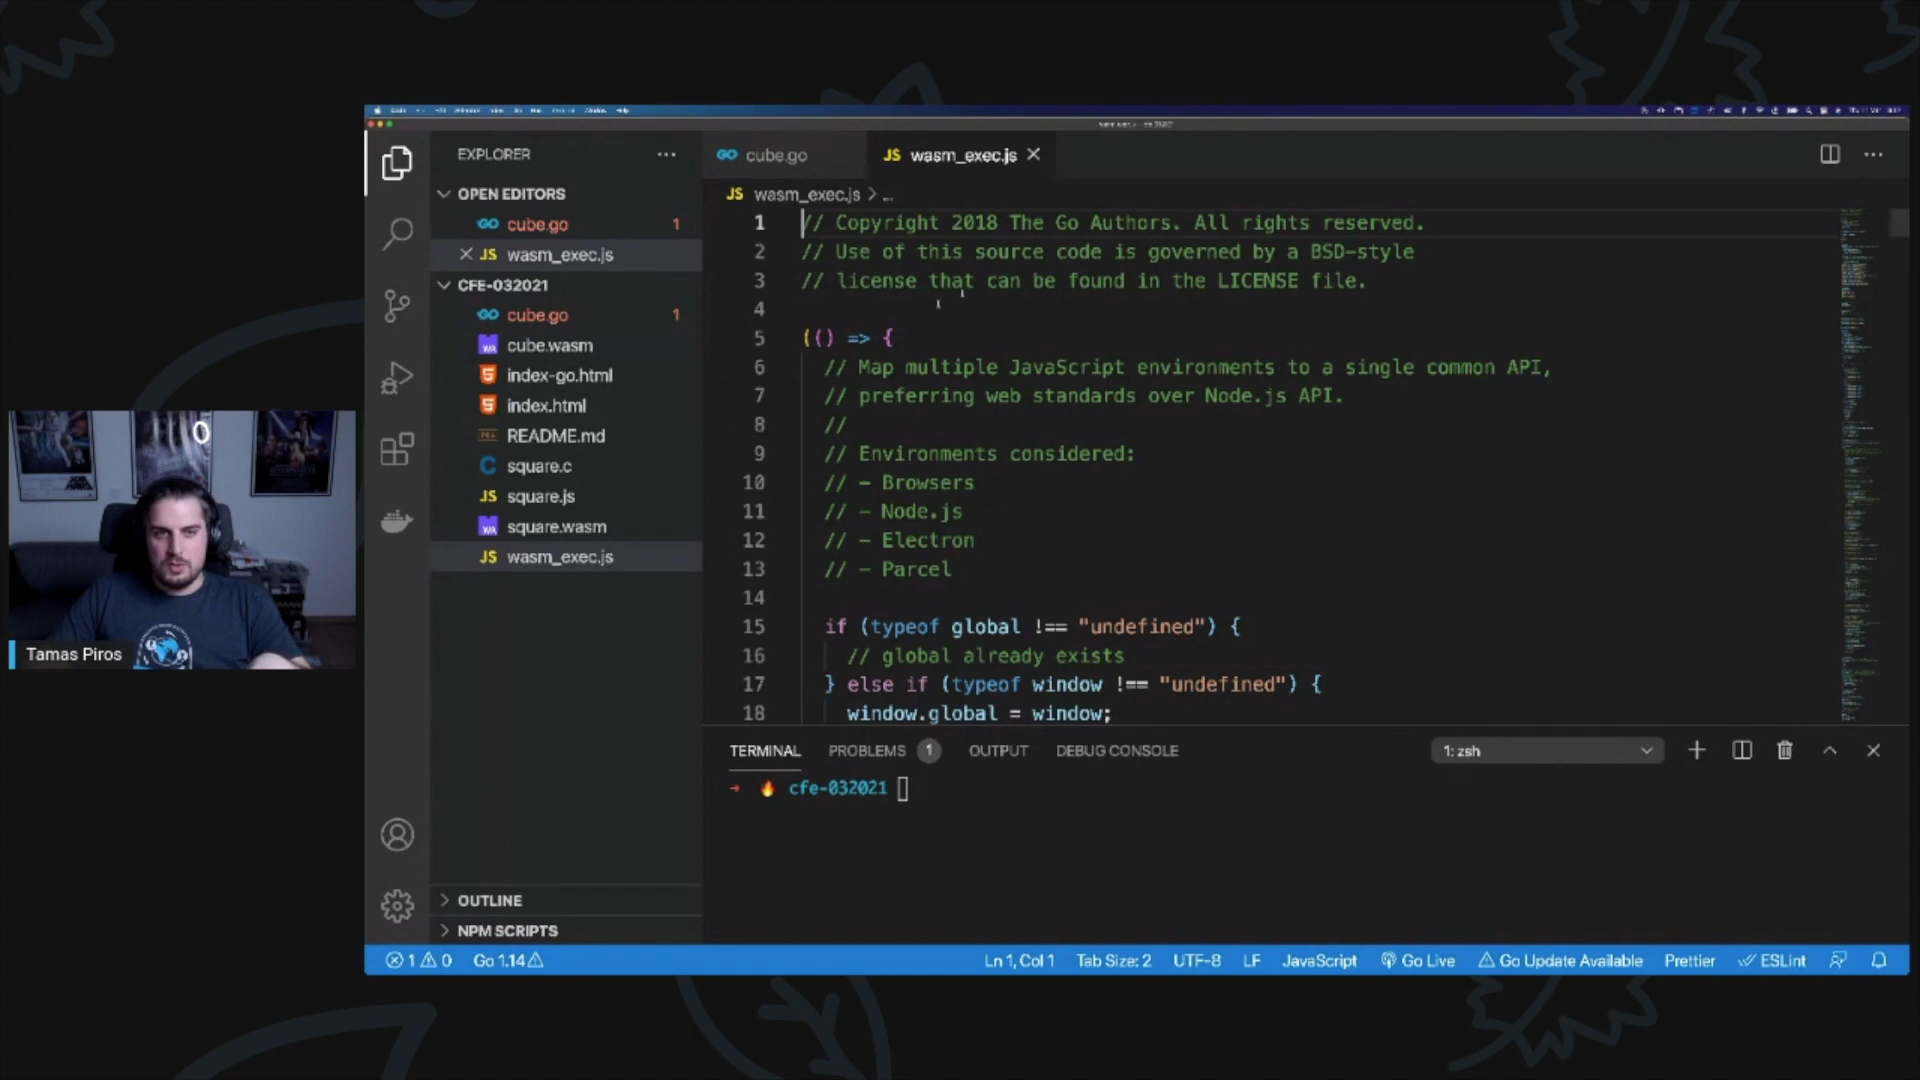 EXPLORER
OPEN EDITORS
cube.go 1
JS wasm_exec.js
CFE-032021
cube.go 1
WA cube.wasm
index-go.html
index.html
README.md
C square.c
JS square.js
WA square.wasm
JS wasm_exec.js
OUTLINE
NPM SCRIPTS
GO cube.go
JS wasm_exec.js
JS wasm_exec.js > ...
1 // Copyright 2018 The Go Authors. All rights reserved.
2 // Use of this source code is governed by a BSD-style
3 // license that can be found in the LICENSE file.
4
5 (() => {
6 // Map multiple JavaScript environments to a single common API,
7 // preferring web standards over Node.js API.
8 //
9 // Environments considered:
10 // - Browsers
11 // - Node.js
12 // - Electron
13 // - Parcel
14
15 if (typeof global !== "undefined") {
16 // global already exists
17 } else if (typeof window !== "undefined") {
18 window.global = window;
TERMINAL PROBLEMS 1 OUTPUT DEBUG CONSOLE 1: zsh
→ 🔥 cfe-032021
1 0 Go 1.14 Ln 1, Col 1 Tab Size: 2 UTF-8 LF JavaScript Go Live Go Update Available Prettier ESLint
Tamas Piros